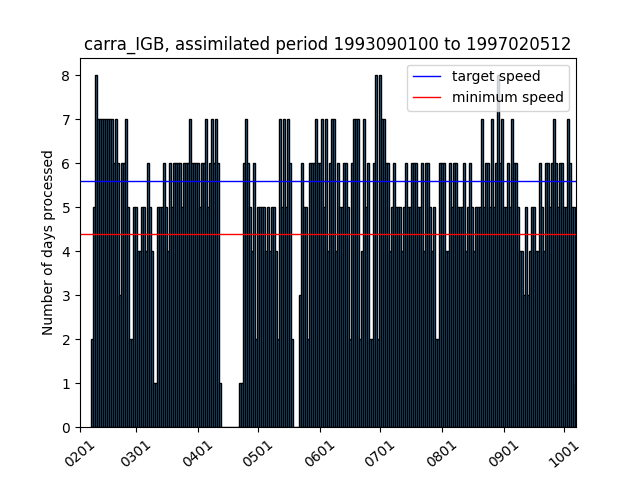 carra_IGB, assimilated period 1993090100 to 1997020512
target speed
minimum speed
Number of days processed
8
7
6
5
4
3
2
1
0
0201 0301 0401 0501 0601 0701 0801 0901 1001